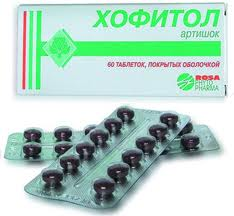 ХОФИТОЛ
артишок
60 ТАБЛЕТОК, ПОКРЫТЫХ ОБОЛОЧКОЙ
ROSA
PHYTO
PHARMA